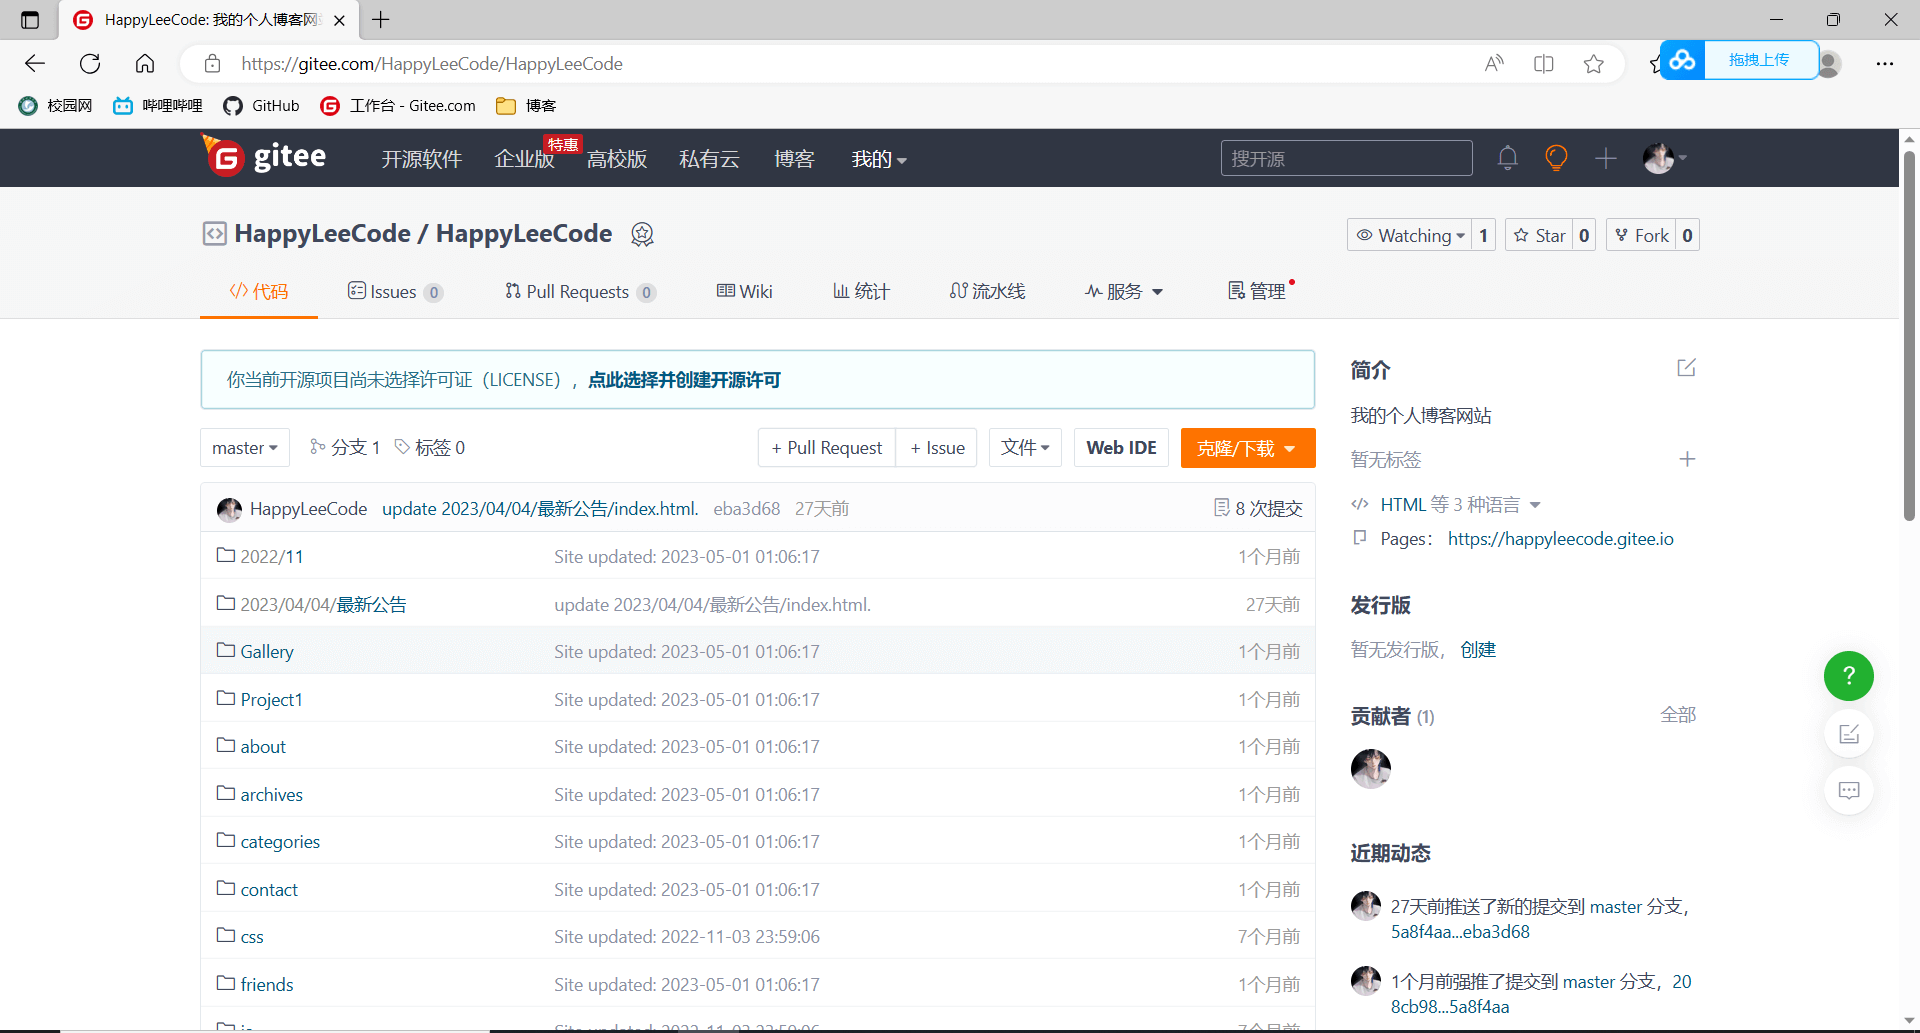 HappyLeeCode: 我的个人博客网
https://gitee.com/HappyLeeCode/HappyLeeCode
拖拽上传
校园网 哔哩哔哩 GitHub 工作台 - Gitee.com 博客
gitee 开源软件 企业版 特惠 高校版 私有云 博客 我的 搜开源
HappyLeeCode / HappyLeeCode Watching 1 Star 0 Fork 0
代码 Issues 0 Pull Requests 0 Wiki 统计 流水线 服务 管理
你当前开源项目尚未选择许可证（LICENSE），点此选择并创建开源许可
master 分支 1 标签 0 + Pull Request + Issue 文件 Web IDE 克隆/下载
HappyLeeCode update 2023/04/04/最新公告/index.html. eba3d68 27天前 8 次提交
2022/11 Site updated: 2023-05-01 01:06:17 1个月前
2023/04/04/最新公告 update 2023/04/04/最新公告/index.html. 27天前
Gallery Site updated: 2023-05-01 01:06:17 1个月前
Project1 Site updated: 2023-05-01 01:06:17 1个月前
about Site updated: 2023-05-01 01:06:17 1个月前
archives Site updated: 2023-05-01 01:06:17 1个月前
categories Site updated: 2023-05-01 01:06:17 1个月前
contact Site updated: 2023-05-01 01:06:17 1个月前
css Site updated: 2022-11-03 23:59:06 7个月前
friends Site updated: 2023-05-01 01:06:17 1个月前
简介
我的个人博客网站
暂无标签
HTML 等 3 种语言
Pages： https://happyleecode.gitee.io
发行版
暂无发行版，创建
贡献者 (1) 全部
近期动态
27天前推送了新的提交到 master 分支，
5a8f4aa...eba3d68
1个月前强推了提交到 master 分支，20
8cb98...5a8f4aa